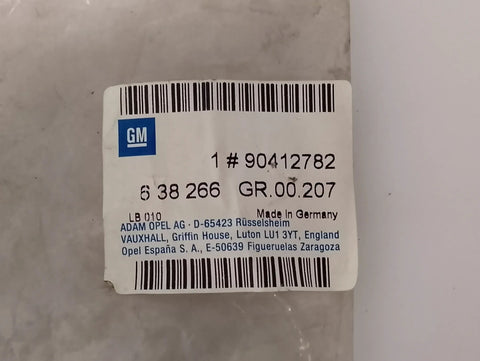 GM
1 # 90412782
6 38 266 GR.00.207
LB 010 Made in Germany
ADAM OPEL AG · D-65423 Rüsselsheim
VAUXHALL, Griffin House, Luton LU1 3YT, England
Opel España S. A., E-50639 Figueruelas Zaragoza